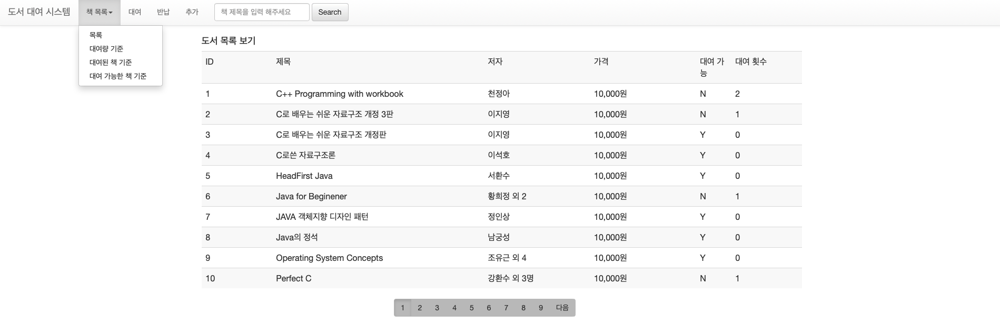 도서 대여 시스템 책 목록 대여 반납 추가 책 제목을 입력 해주세요 Search
목록
대여량 기준
대여된 책 기준
대여 가능한 책 기준
도서 목록 보기
ID 제목 저자 가격 대여 가능 대여 횟수
1 C++ Programming with workbook 천정아 10,000원 N 2
2 C로 배우는 쉬운 자료구조 개정 3판 이지영 10,000원 N 1
3 C로 배우는 쉬운 자료구조 개정판 이지영 10,000원 Y 0
4 C로쓴 자료구조론 이석호 10,000원 Y 0
5 HeadFirst Java 서환수 10,000원 Y 0
6 Java for Beginener 황희정 외 2 10,000원 N 1
7 JAVA 객체지향 디자인 패턴 정인상 10,000원 Y 0
8 Java의 정석 남궁성 10,000원 Y 0
9 Operating System Concepts 조유근 외 4 10,000원 Y 0
10 Perfect C 강환수 외 3명 10,000원 N 1
1 2 3 4 5 6 7 8 9 다음